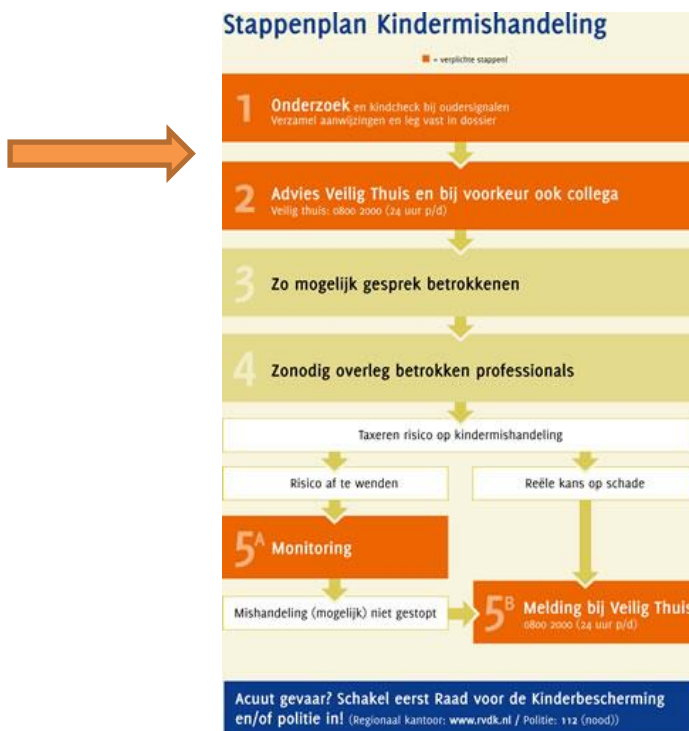 Stappenplan Kindermishandeling
= verplichte stappen!
1 Onderzoek en kindcheck bij oudersignalen
Verzamel aanwijzingen en leg vast in dossier
2 Advies Veilig Thuis en bij voorkeur ook collega
Veilig thuis: 0800 2000 (24 uur p/d)
3 Zo mogelijk gesprek betrokkenen
4 Zonodig overleg betrokken professionals
Taxeren risico op kindermishandeling
Risico af te wenden
Reële kans op schade
5A Monitoring
Mishandeling (mogelijk) niet gestopt
5B Melding bij Veilig Thuis
0800 2000 (24 uur p/d)
Acuut gevaar? Schakel eerst Raad voor de Kinderbescherming
en/of politie in! (Regionaal kantoor: www.rvdk.nl / Politie: 112 (nood))